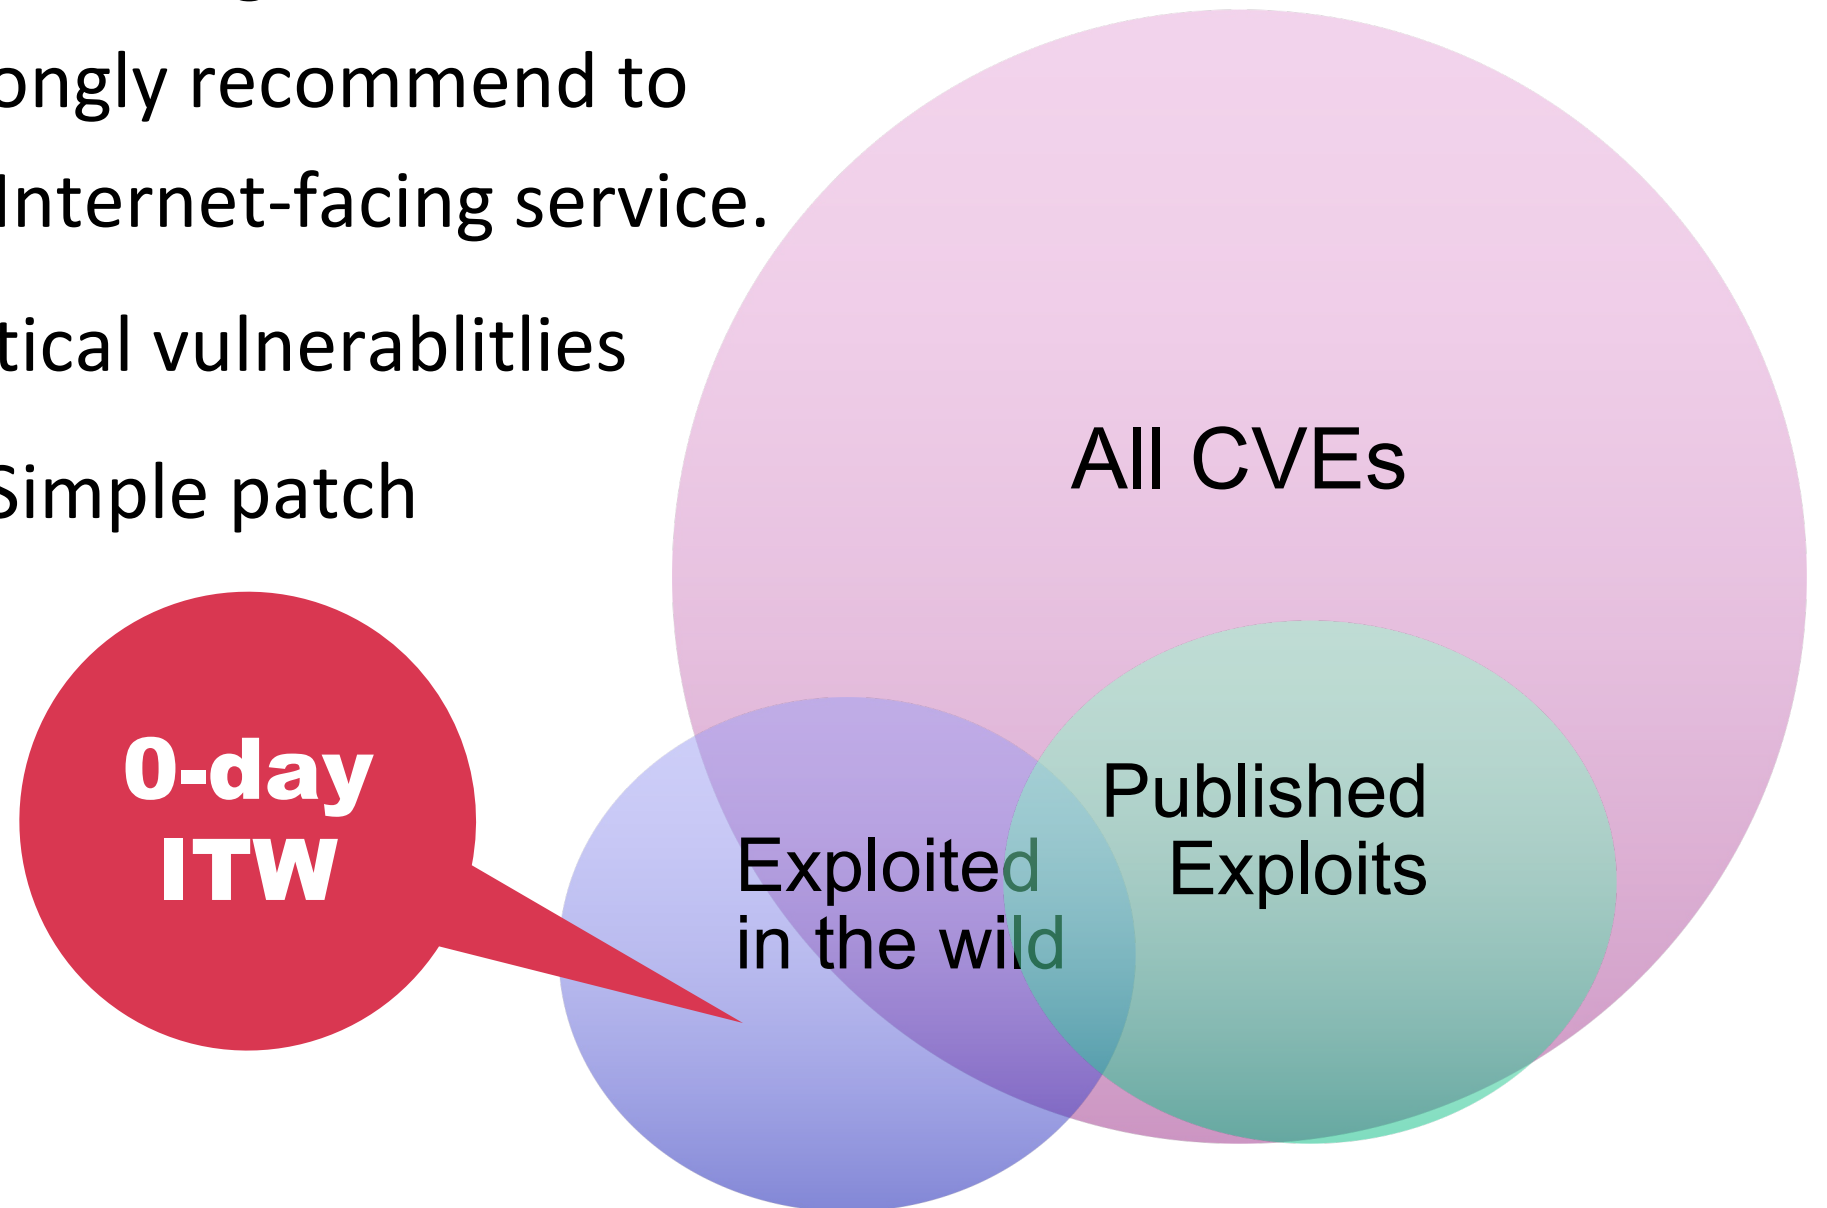 ongly recommend to
Internet-facing service.
tical vulnerablitlies
Simple patch
All CVEs
0-day
ITW
Exploited
in the wild
Published
Exploits